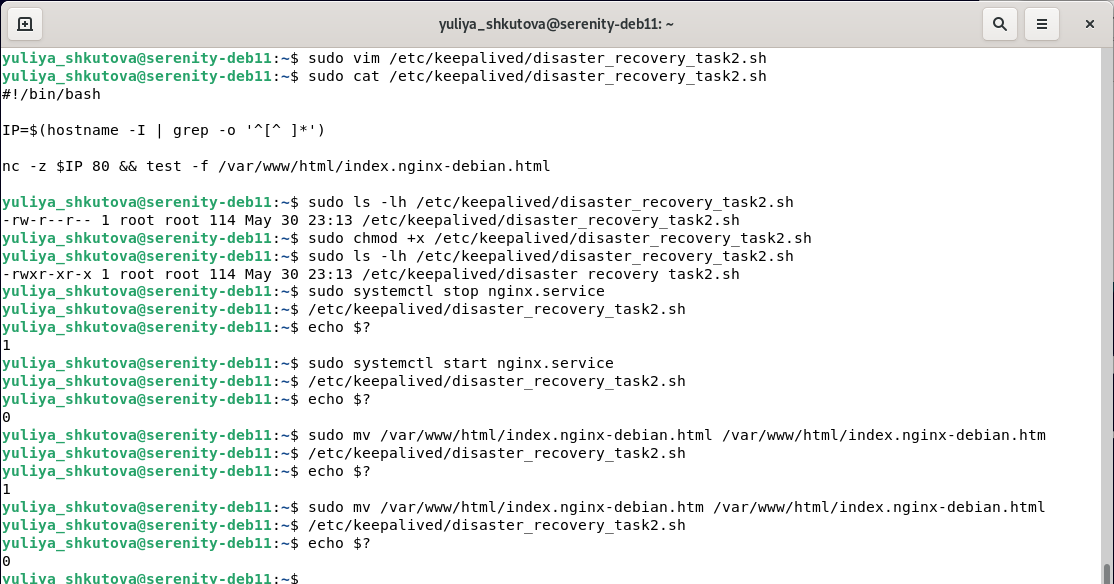 yuliya_shkutova@serenity-deb11: ~
yuliya_shkutova@serenity-deb11:~$ sudo vim /etc/keepalived/disaster_recovery_task2.sh
yuliya_shkutova@serenity-deb11:~$ sudo cat /etc/keepalived/disaster_recovery_task2.sh
#!/bin/bash
IP=$(hostname -I | grep -o '^[^ ]*')
nc -z $IP 80 && test -f /var/www/html/index.nginx-debian.html
yuliya_shkutova@serenity-deb11:~$ sudo ls -lh /etc/keepalived/disaster_recovery_task2.sh
-rw-r--r-- 1 root root 114 May 30 23:13 /etc/keepalived/disaster_recovery_task2.sh
yuliya_shkutova@serenity-deb11:~$ sudo chmod +x /etc/keepalived/disaster_recovery_task2.sh
yuliya_shkutova@serenity-deb11:~$ sudo ls -lh /etc/keepalived/disaster_recovery_task2.sh
-rwxr-xr-x 1 root root 114 May 30 23:13 /etc/keepalived/disaster_recovery_task2.sh
yuliya_shkutova@serenity-deb11:~$ sudo systemctl stop nginx.service
yuliya_shkutova@serenity-deb11:~$ /etc/keepalived/disaster_recovery_task2.sh
yuliya_shkutova@serenity-deb11:~$ echo $?
1
yuliya_shkutova@serenity-deb11:~$ sudo systemctl start nginx.service
yuliya_shkutova@serenity-deb11:~$ /etc/keepalived/disaster_recovery_task2.sh
yuliya_shkutova@serenity-deb11:~$ echo $?
0
yuliya_shkutova@serenity-deb11:~$ sudo mv /var/www/html/index.nginx-debian.html /var/www/html/index.nginx-debian.htm
yuliya_shkutova@serenity-deb11:~$ /etc/keepalived/disaster_recovery_task2.sh
yuliya_shkutova@serenity-deb11:~$ echo $?
1
yuliya_shkutova@serenity-deb11:~$ sudo mv /var/www/html/index.nginx-debian.htm /var/www/html/index.nginx-debian.html
yuliya_shkutova@serenity-deb11:~$ /etc/keepalived/disaster_recovery_task2.sh
yuliya_shkutova@serenity-deb11:~$ echo $?
0
yuliya_shkutova@serenity-deb11:~$